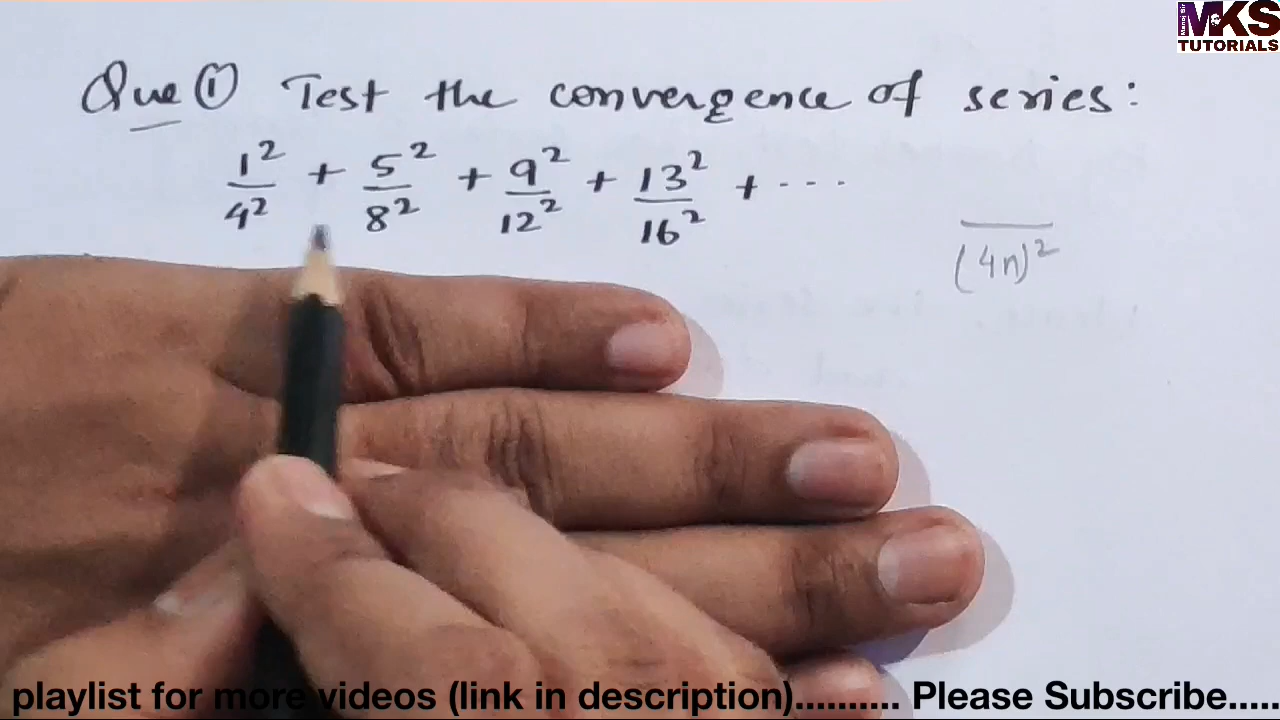 MKS
TUTORIALS
Que ① Test the convergence of series:
1²/4² + 5²/8² + 9²/12² + 13²/16² + ...
(4n)²
playlist for more videos (link in description).......... Please Subscribe.....